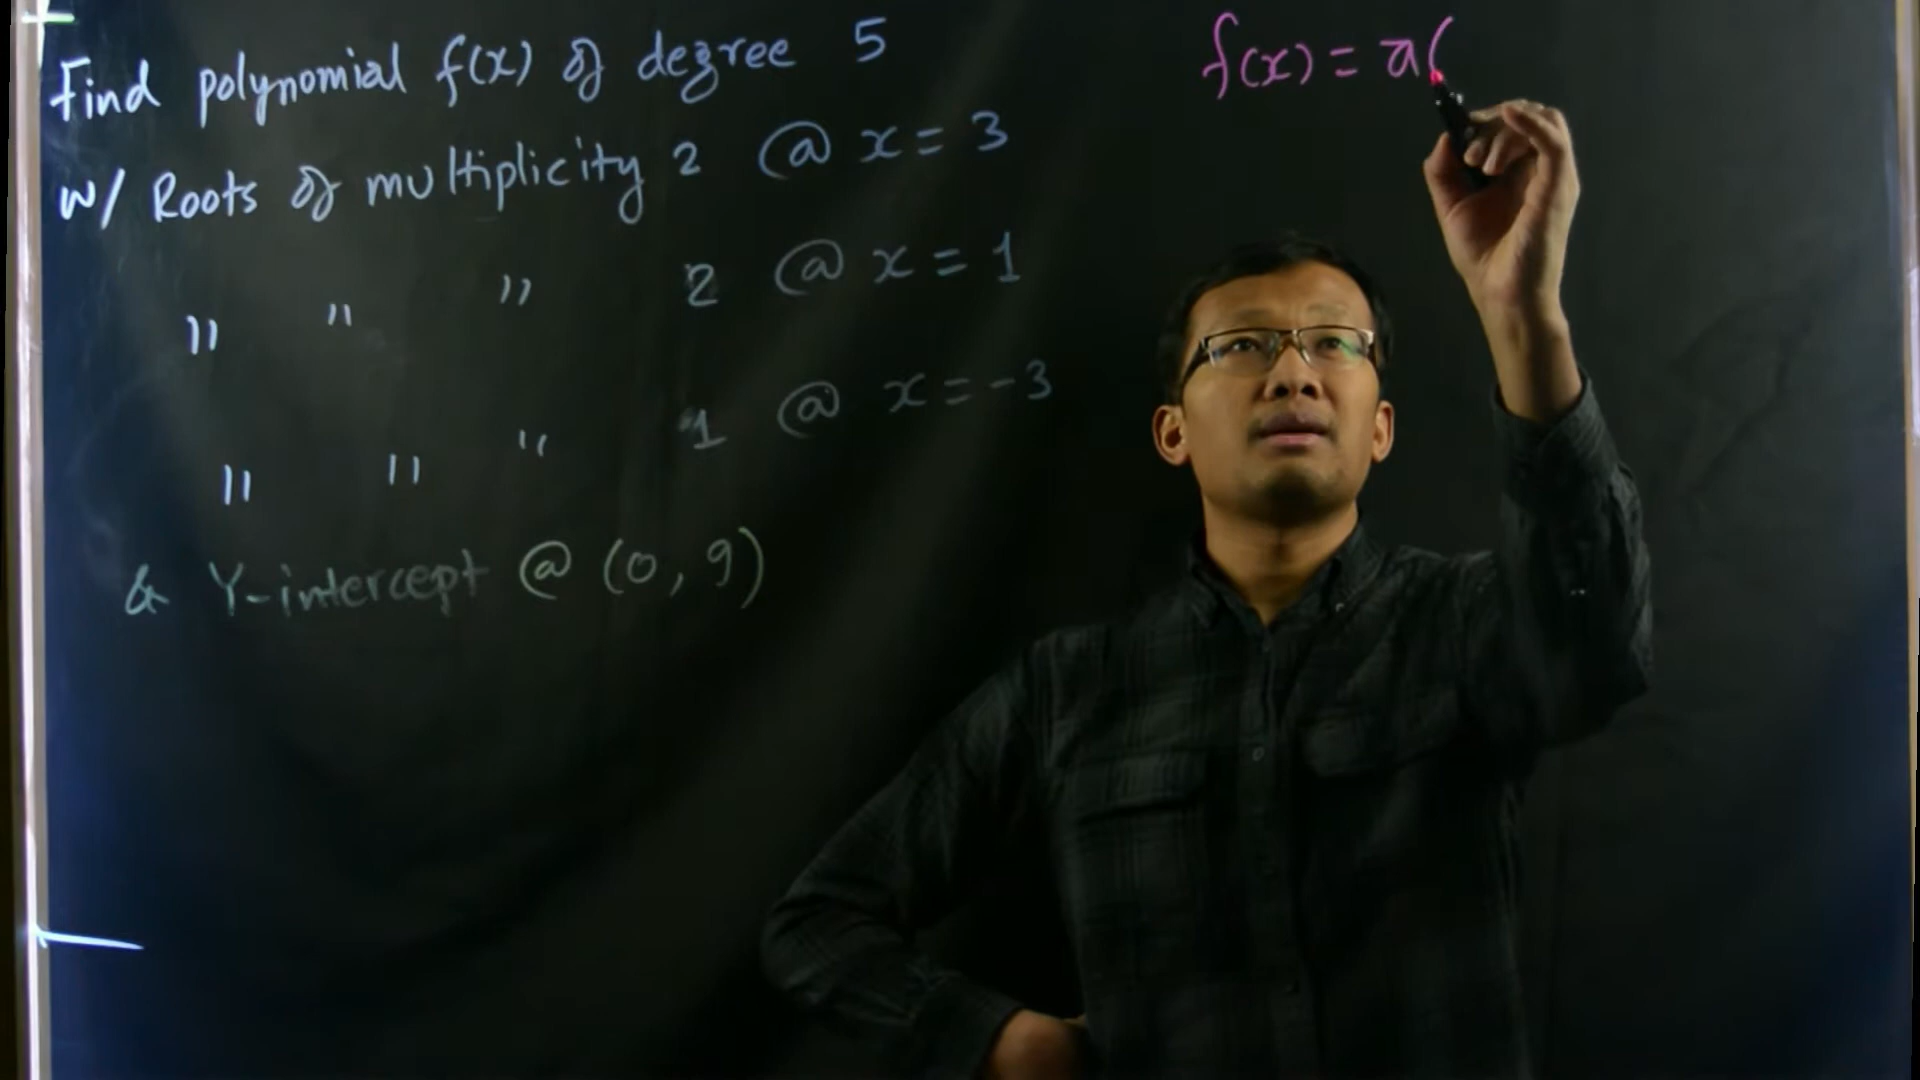 Find polynomial f(x) of degree 5
w/ Roots of multiplicity 2 @ x = 3
" " " 2 @ x = 1
" " " 1 @ x = -3
& Y-intercept @ (0, 9)
f(x) = a(